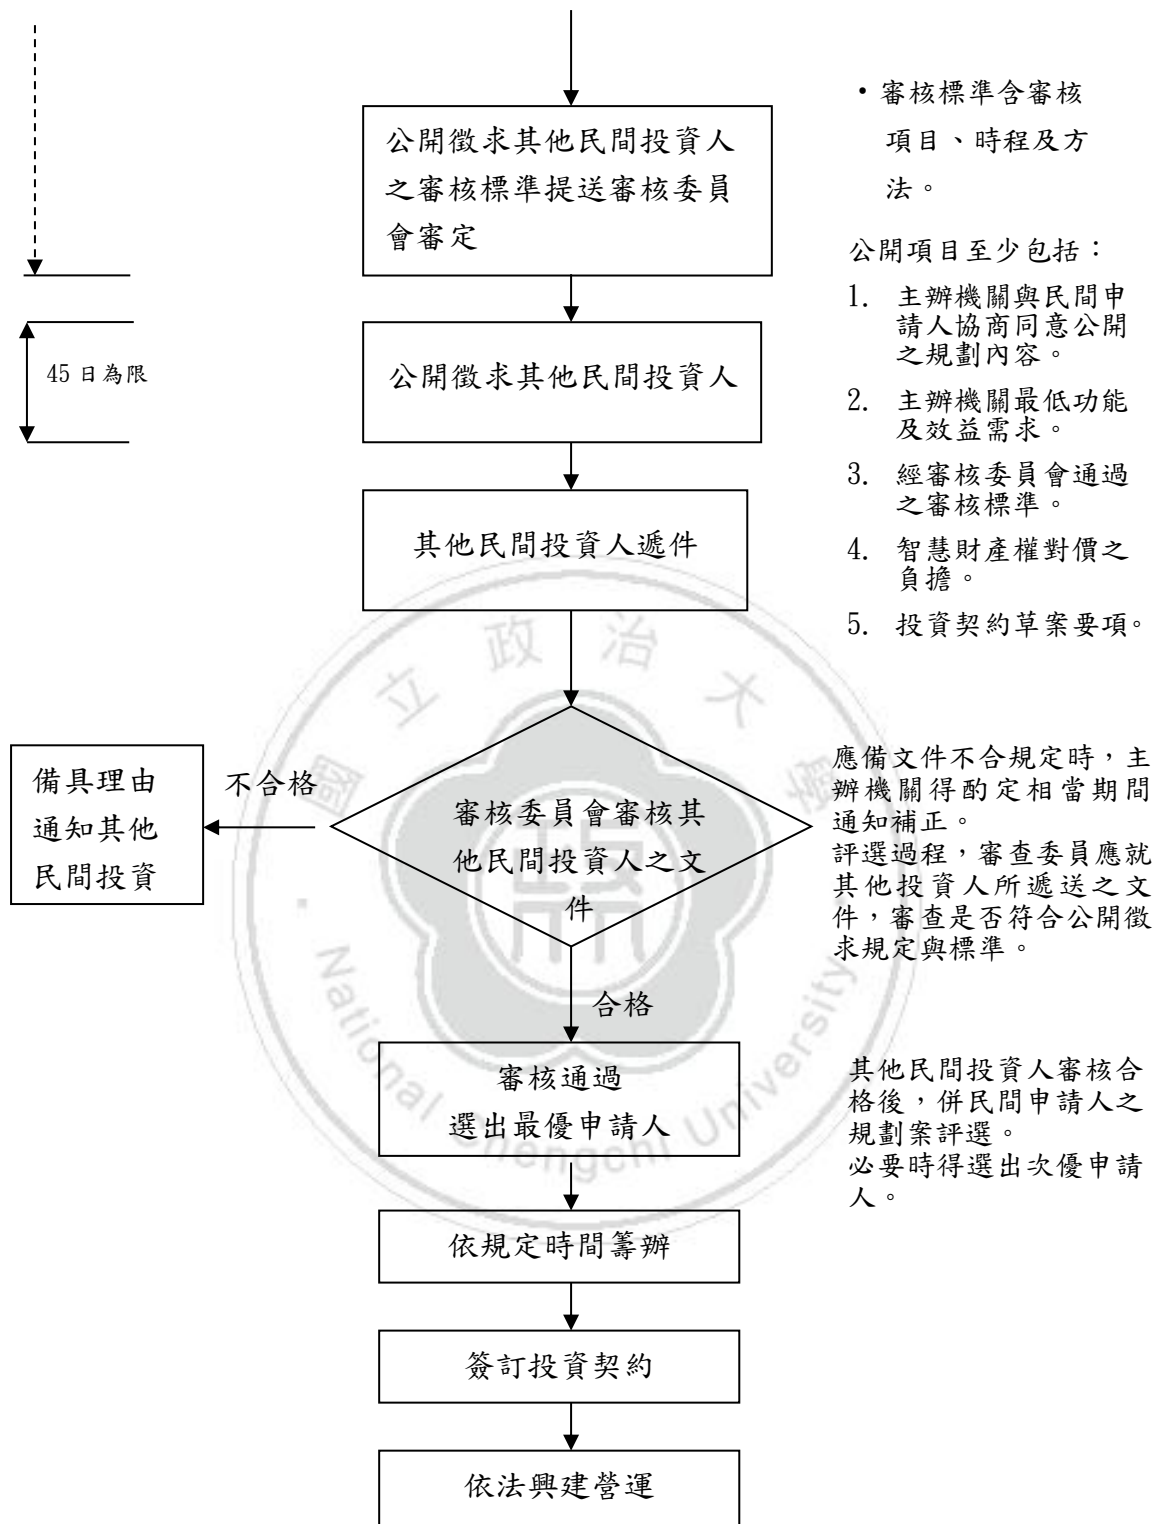 公開徵求其他民間投資人
之審核標準提送審核委員
會審定
•審核標準含審核
項目、時程及方
法。
公開項目至少包括：
1. 主辦機關與民間申
請人協商同意公開
之規劃內容。
2. 主辦機關最低功能
及效益需求。
3. 經審核委員會通過
之審核標準。
4. 智慧財產權對價之
負擔。
5. 投資契約草案要項。
45 日為限
公開徵求其他民間投資人
其他民間投資人遞件
備具理由
通知其他
民間投資
不合格
審核委員會審核其
他民間投資人之文
件
應備文件不合規定時，主
辦機關得酌定相當期間
通知補正。
評選過程，審查委員應就
其他投資人所遞送之文
件，審查是否符合公開徵
求規定與標準。
合格
審核通過
選出最優申請人
其他民間投資人審核合
格後，併民間申請人之
規劃案評選。
必要時得選出次優申請
人。
依規定時間籌辦
簽訂投資契約
依法興建營運
國立政治大學
National Chengchi University